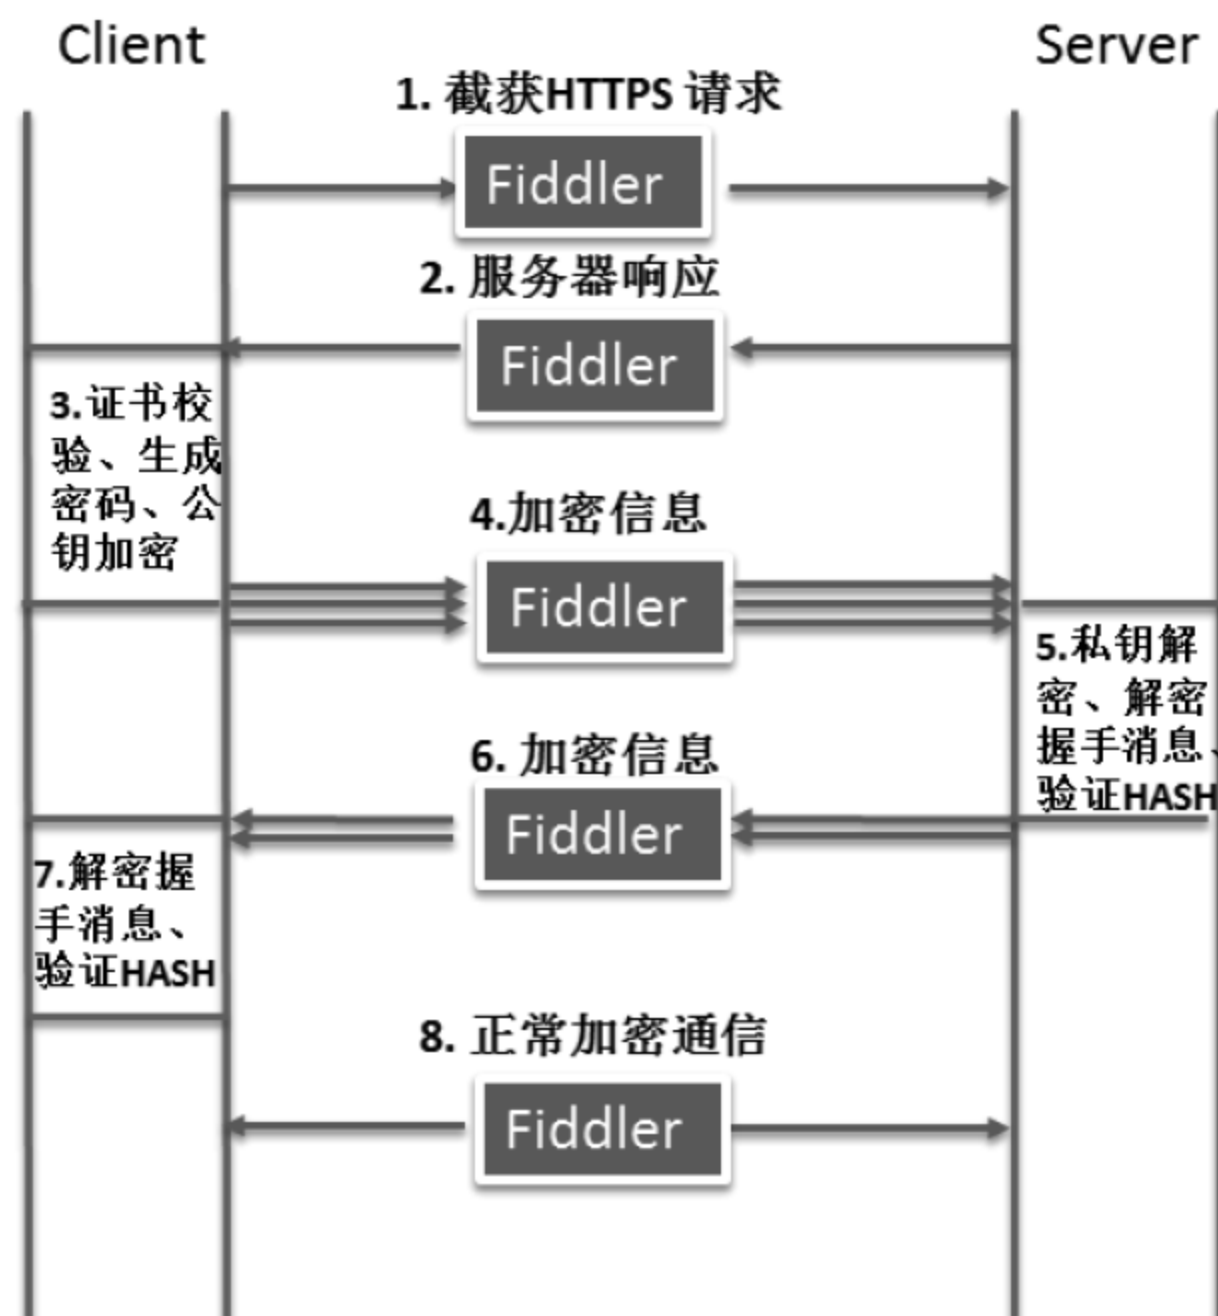 Client
Server
1. 截获HTTPS 请求
Fiddler
2. 服务器响应
Fiddler
3.证书校
验、生成
密码、公
钥加密
4.加密信息
Fiddler
5.私钥解
密、解密
握手消息、
验证HASH
6. 加密信息
Fiddler
7.解密握
手消息、
验证HASH
8. 正常加密通信
Fiddler